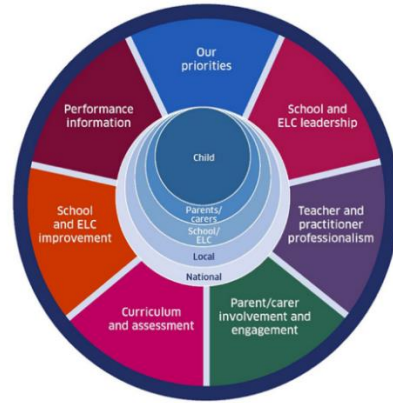 Our
priorities
School and
ELC leadership
Teacher and
practitioner
professionalism
Parent/carer
involvement and
engagement
Curriculum
and assessment
School
and ELC
improvement
Performance
information
Child
Parents/
carers
School/
ELC
Local
National